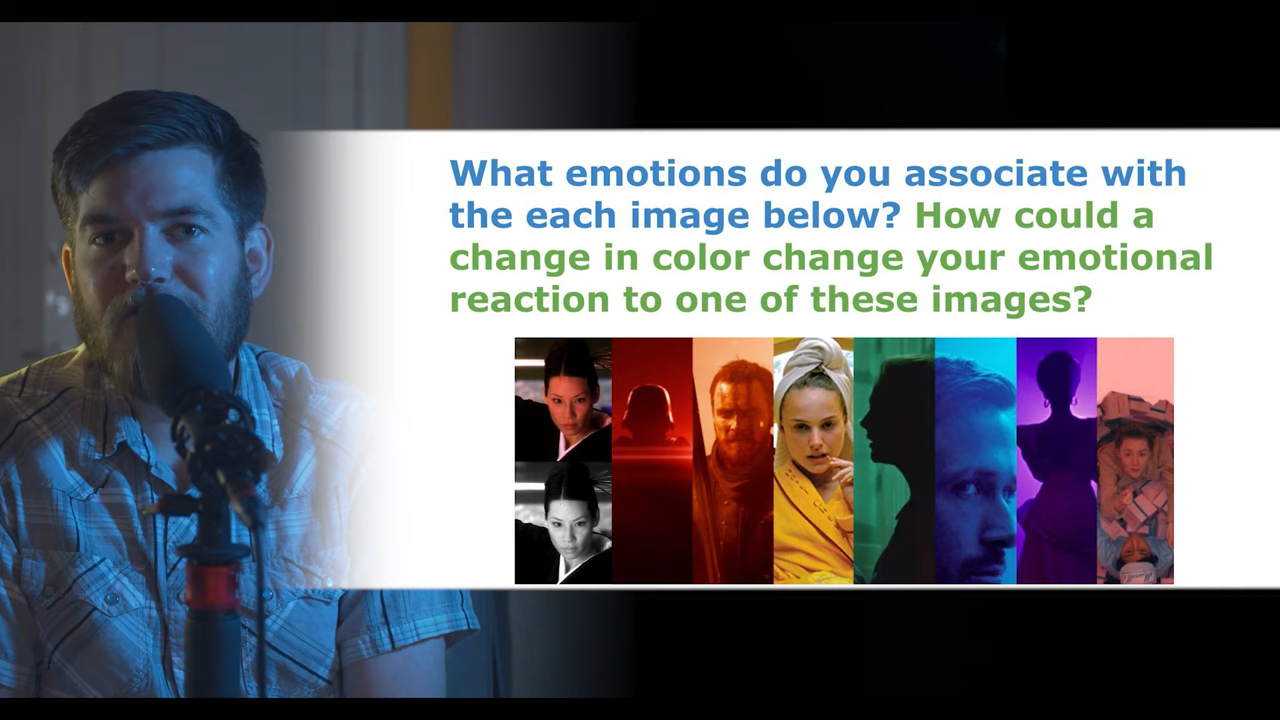 What emotions do you associate with
the each image below? How could a
change in color change your emotional
reaction to one of these images?